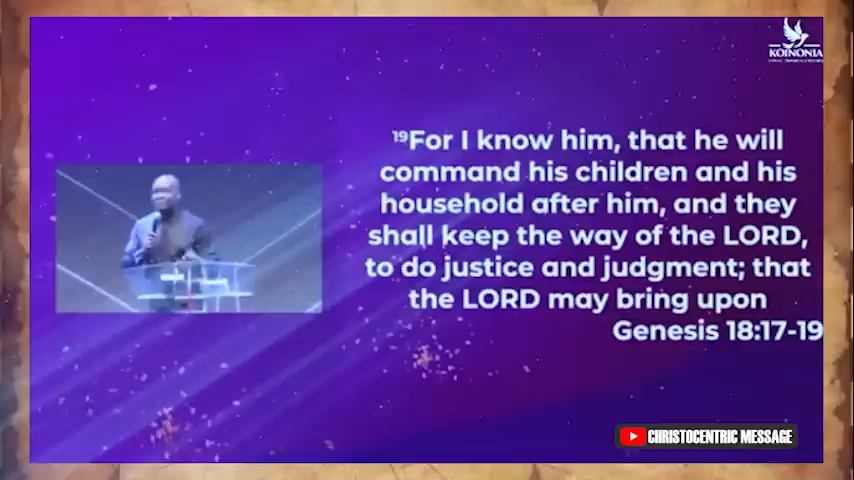 KOINONIA
¹⁹For I know him, that he will
command his children and his
household after him, and they
shall keep the way of the LORD,
to do justice and judgment; that
the LORD may bring upon
Genesis 18:17-19
CHRISTOCENTRIC MESSAGE